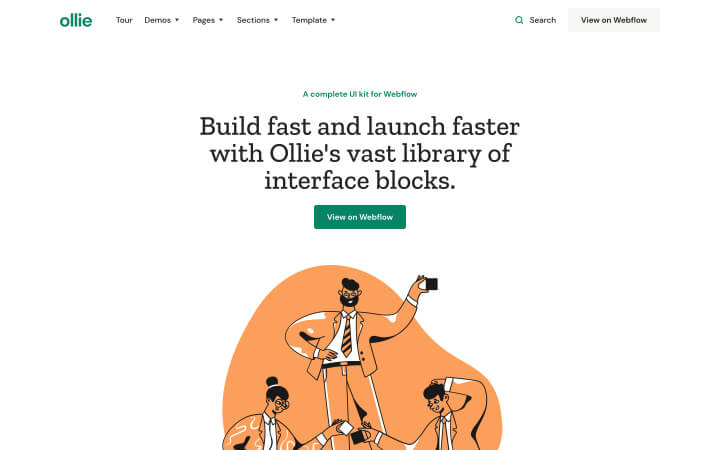 ollie
Tour
Demos
Pages
Sections
Template
Search
View on Webflow
A complete UI kit for Webflow
Build fast and launch faster
with Ollie's vast library of
interface blocks.
View on Webflow